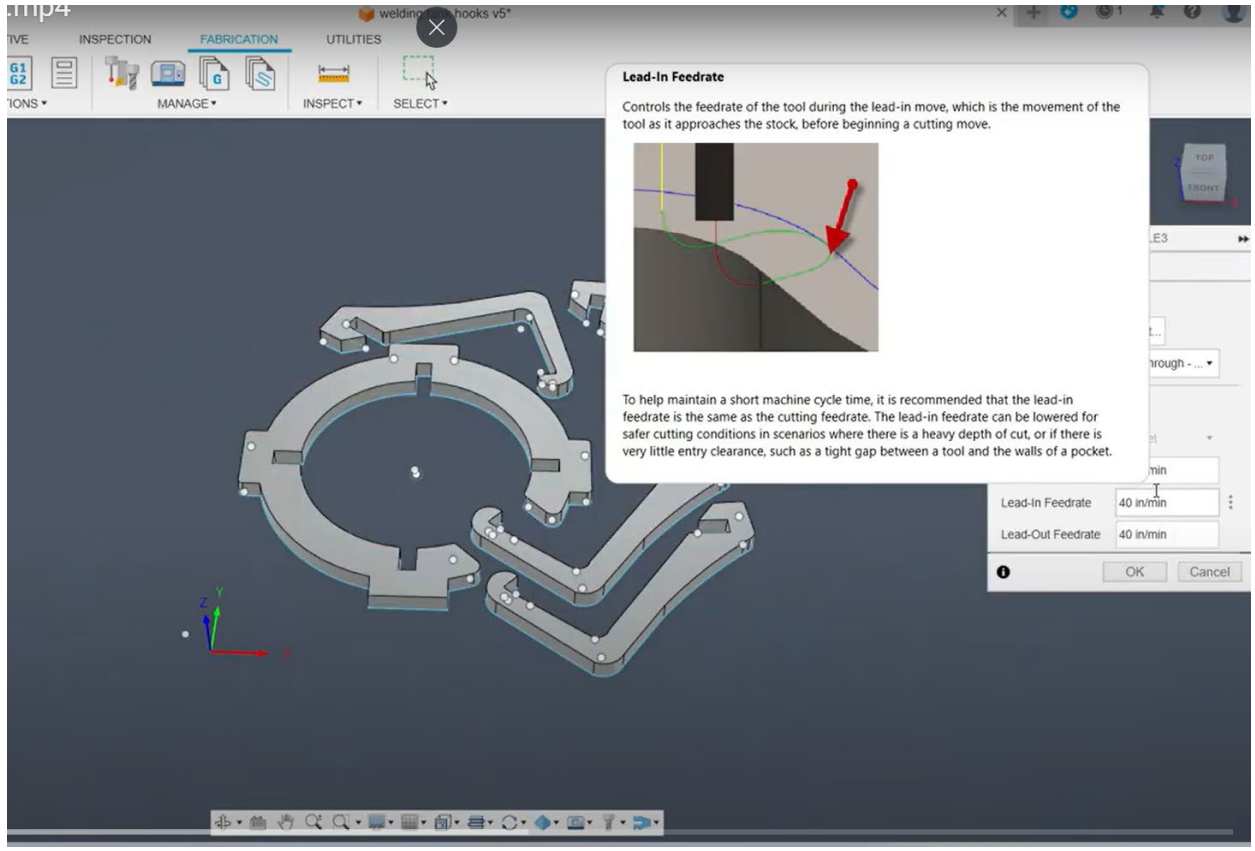 .mp4
welding tank hooks v5*
1
INSPECTION
FABRICATION
UTILITIES
G1
G2
G
MANAGE
INSPECT
SELECT
Lead-In Feedrate
Controls the feedrate of the tool during the lead-in move, which is the movement of the
tool as it approaches the stock, before beginning a cutting move.
To help maintain a short machine cycle time, it is recommended that the lead-in
feedrate is the same as the cutting feedrate. The lead-in feedrate can be lowered for
safer cutting conditions in scenarios where there is a heavy depth of cut, or if there is
very little entry clearance, such as a tight gap between a tool and the walls of a pocket.
TOP
FRONT
Z
Lead-In Feedrate
40 in/min
Lead-Out Feedrate
40 in/min
OK
Cancel
Z
Y